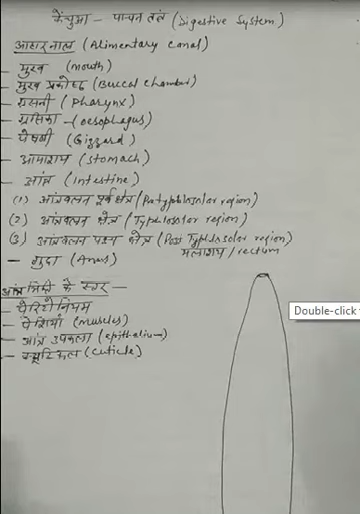 केंचुआ - पाचन तंत्र (Digestive System)
आहारनाल (Alimentary Canal)
- मुख (mouth)
- मुख प्रकोष्ठ (Buccal chamber)
- ग्रसनी (Pharynx)
- ग्रसिका - (oesophagus)
- पेषणी (Gizzard)
- आमाशय (Stomach)
- आंत्र (Intestine)
(1) आंत्रवलन पूर्व क्षेत्र (region)
(2) आंत्रवलन क्षेत्र (Typhlosolar region)
(3) आंत्रवलन पश्च क्षेत्र (Post Typhlosolar region)
मलाशय / rectum
- गुदा (Anus)
आंत्र भित्ति के स्तर -
- पेरिटोनियम
- पेशियां (muscles)
- आंत्र उपकला (epithelium)
- क्यूटिकल (cuticle)
Double-click